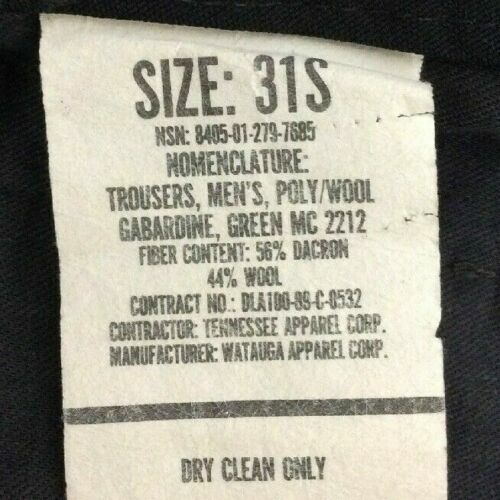 SIZE: 31S
NSN: 8405-01-279-7695
NOMENCLATURE:
TROUSERS, MEN'S, POLY/WOOL
GABARDINE, GREEN MC 2212
FIBER CONTENT: 56% DACRON
44% WOOL
CONTRACT NO.: DLA100-89-C-0532
CONTRACTOR: TENNESSEE APPAREL CORP.
MANUFACTURER: WATAUGA APPAREL CORP.
DRY CLEAN ONLY